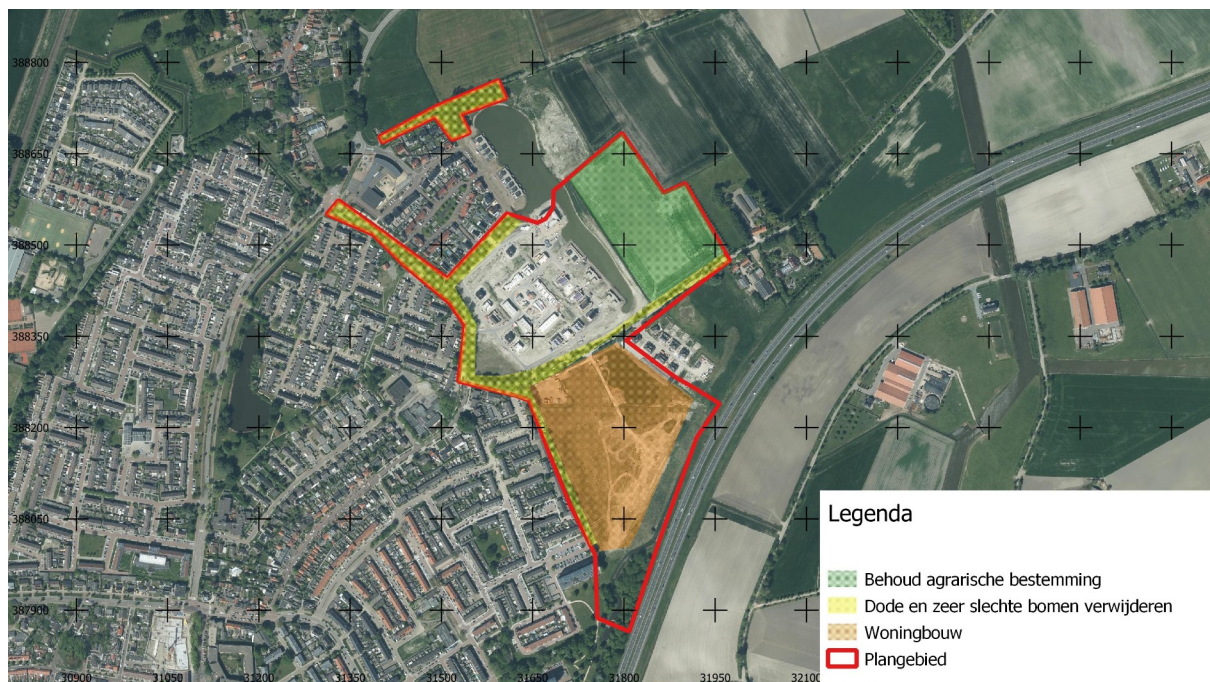 388800
388650
388500
388350
388200
388050
387900
30900 31050 31200 31350 31500 31650 31800 31950 32100
Legenda
Behoud agrarische bestemming
Dode en zeer slechte bomen verwijderen
Woningbouw
Plangebied